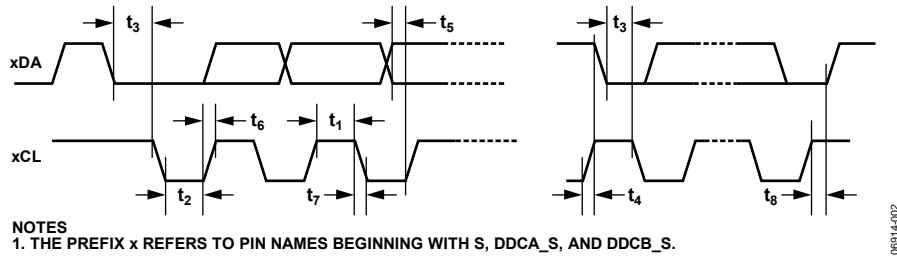 t3 t5 t3
xDA
t6 t1
xCL
t2 t7 t4 t8
NOTES
1. THE PREFIX x REFERS TO PIN NAMES BEGINNING WITH S, DDCA_S, AND DDCB_S.
06914-002